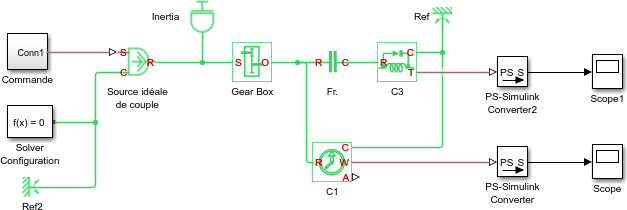 Inertia
Ref
Conn1
S
R
C
Commande
Source idéale
de couple
S
O
Gear Box
R
C
Fr.
R
C
T
C3
PS S
PS-Simulink
Converter2
Scope1
f(x) = 0
Solver
Configuration
Ref2
R
C
W
A
C1
PS S
PS-Simulink
Converter
Scope